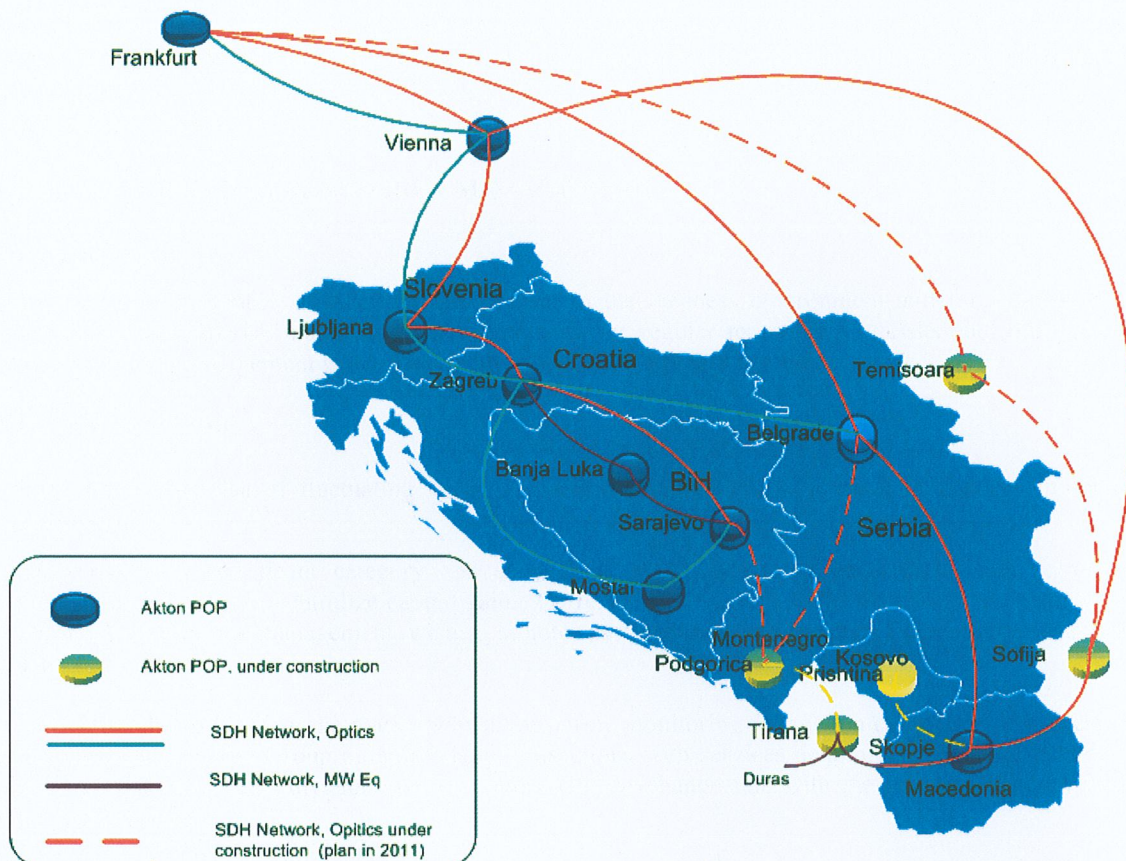 Frankfurt
Vienna
Slovenia
Ljubljana
Croatia
Zagreb
Temisoara
Belgrade
Banja Luka
BiH
Sarajevo
Serbia
Mostar
Montenegro
Podgorica
Kosovo
Prishtina
Sofija
Tirana
Skopje
Duras
Macedonia
Akton POP
Akton POP, under construction
SDH Network, Optics
SDH Network, MW Eq
SDH Network, Opitics under
construction (plan in 2011)